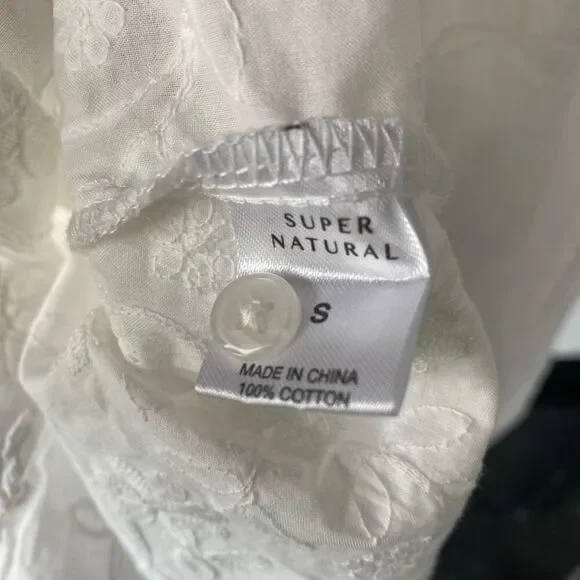 SUPER
NATURAL
S
MADE IN CHINA
100% COTTON